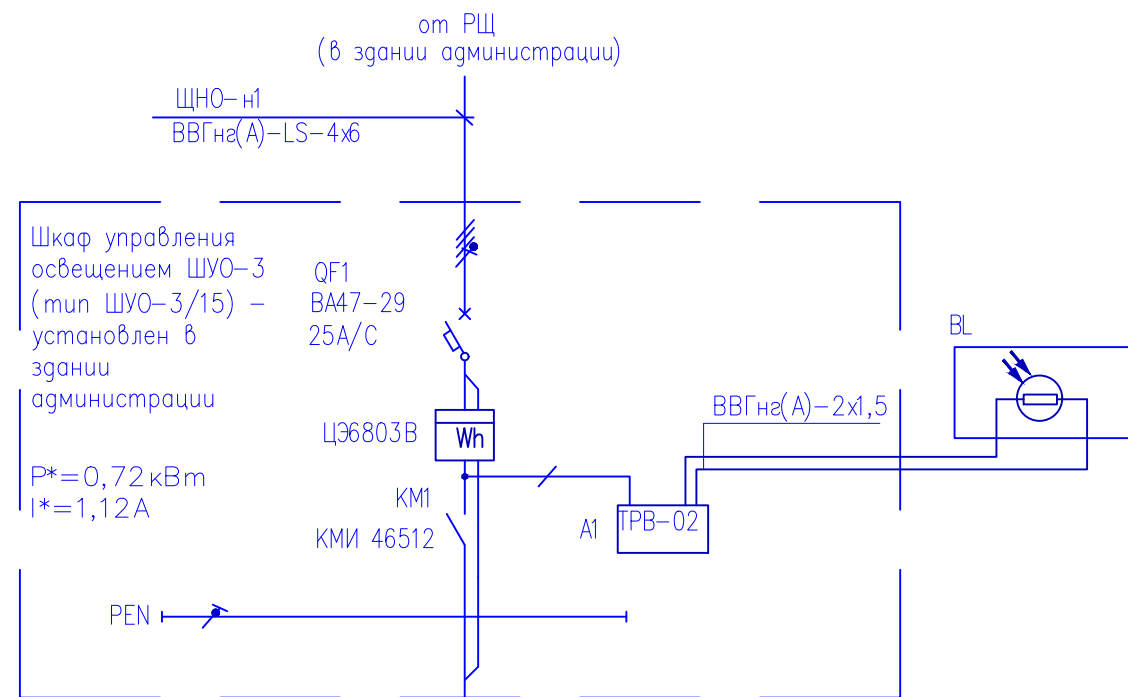 от РЩ
(в здании администрации)
ЩНО-н1
ВВГнг(А)-LS-4х6
Шкаф управления
освещением ШУО-3
(тип ШУО-3/15) -
установлен в
здании
администрации
QF1
ВА47-29
25А/С
BL
ВВГнг(А)-2х1,5
ЦЭ6803В
Wh
Р*=0,72кВт
I*=1,12А
КМ1
КМИ 46512
А1
ТРВ-02
PEN